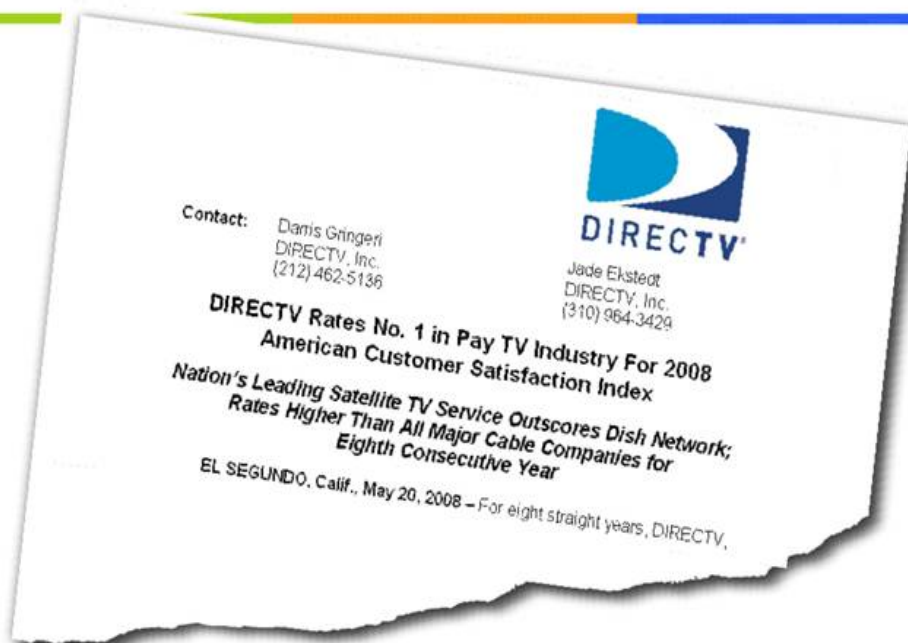 DIRECTV
Contact:
Darris Gringeri
DIRECTV, Inc.
(212) 462-5136
Jade Ekstedt
DIRECTV, Inc.
(310) 964-3429
DIRECTV Rates No. 1 in Pay TV Industry For 2008
American Customer Satisfaction Index
Nation's Leading Satellite TV Service Outscores Dish Network;
Rates Higher Than All Major Cable Companies for
Eighth Consecutive Year
EL SEGUNDO, Calif., May 20, 2008 – For eight straight years, DIRECTV,